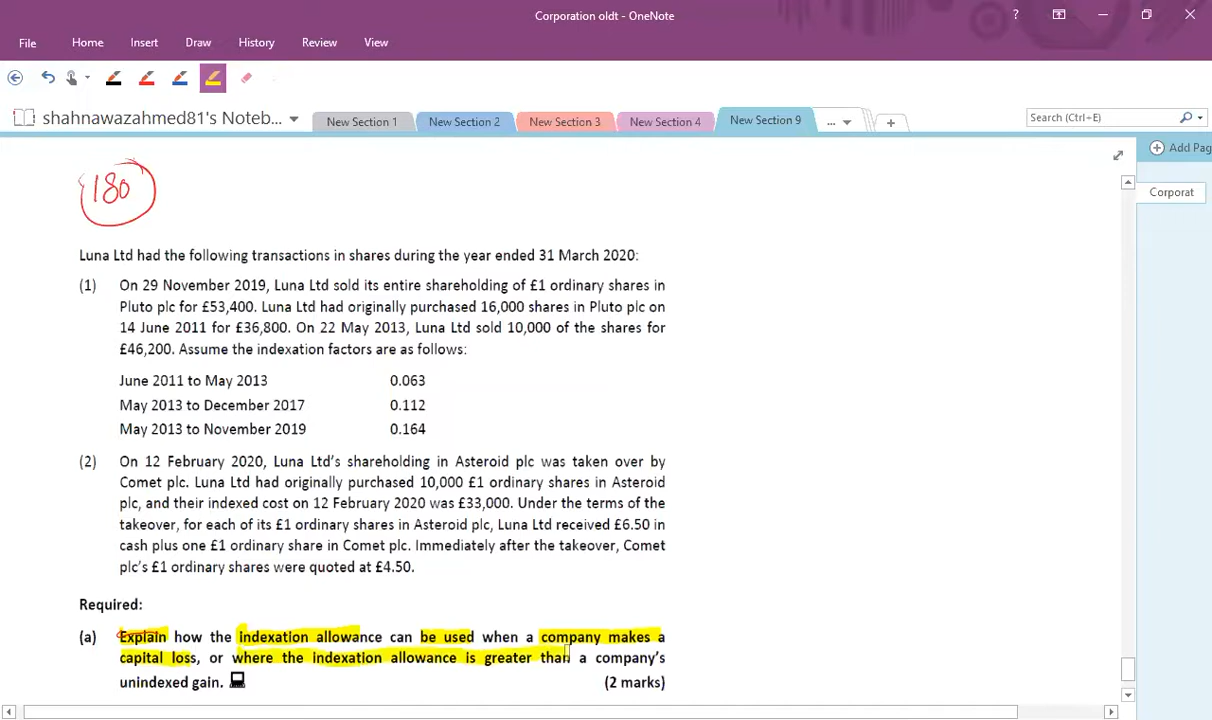 Corporation oldt - OneNote
?
File Home Insert Draw History Review View
shahnawazahmed81's Noteb... New Section 1 New Section 2 New Section 3 New Section 4 New Section 9 ... + Search (Ctrl+E)
Add Pag
Corporat
180
Luna Ltd had the following transactions in shares during the year ended 31 March 2020:
(1) On 29 November 2019, Luna Ltd sold its entire shareholding of £1 ordinary shares in
Pluto plc for £53,400. Luna Ltd had originally purchased 16,000 shares in Pluto plc on
14 June 2011 for £36,800. On 22 May 2013, Luna Ltd sold 10,000 of the shares for
£46,200. Assume the indexation factors are as follows:
June 2011 to May 2013 0.063
May 2013 to December 2017 0.112
May 2013 to November 2019 0.164
(2) On 12 February 2020, Luna Ltd's shareholding in Asteroid plc was taken over by
Comet plc. Luna Ltd had originally purchased 10,000 £1 ordinary shares in Asteroid
plc, and their indexed cost on 12 February 2020 was £33,000. Under the terms of the
takeover, for each of its £1 ordinary shares in Asteroid plc, Luna Ltd received £6.50 in
cash plus one £1 ordinary share in Comet plc. Immediately after the takeover, Comet
plc's £1 ordinary shares were quoted at £4.50.
Required:
(a) Explain how the indexation allowance can be used when a company makes a
capital loss, or where the indexation allowance is greater than a company's
unindexed gain. (2 marks)